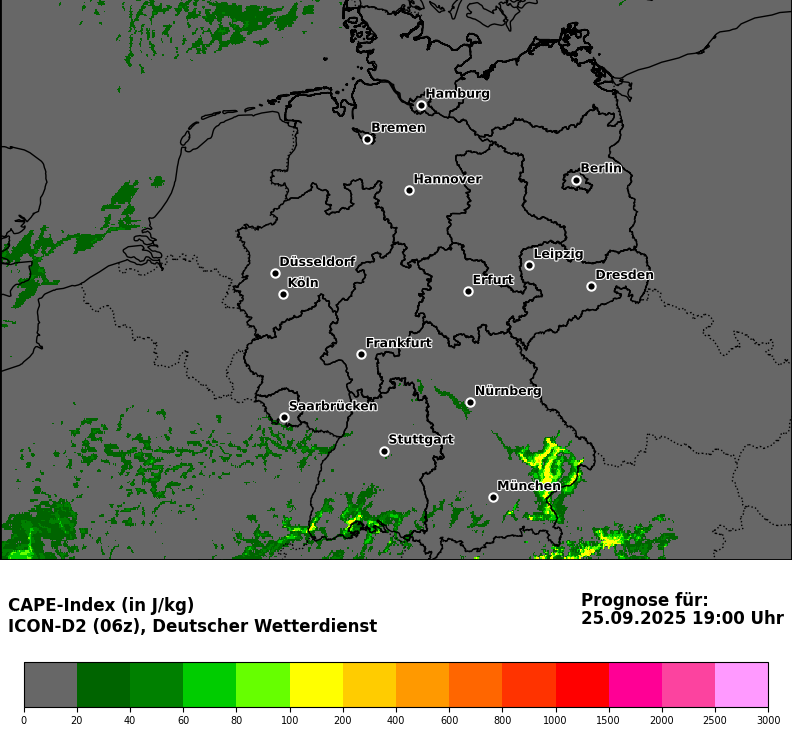 Hamburg
Bremen
Berlin
Hannover
Leipzig
Düsseldorf
Dresden
Köln
Erfurt
Frankfurt
Nürnberg
Saarbrücken
Stuttgart
München
CAPE-Index (in J/kg)
ICON-D2 (06z), Deutscher Wetterdienst
Prognose für:
25.09.2025 19:00 Uhr
0 20 40 60 80 100 200 400 600 800 1000 1500 2000 2500 3000